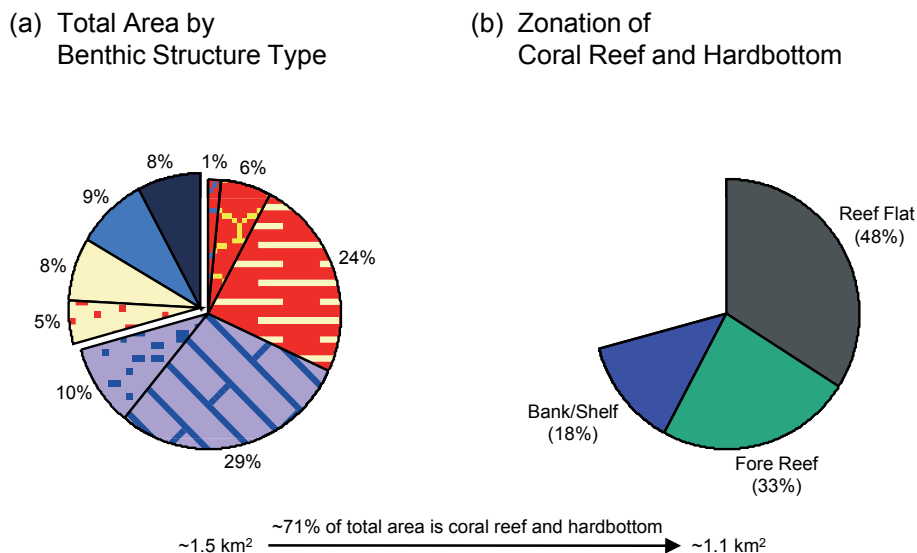 (a) Total Area by
Benthic Structure Type
(b) Zonation of
Coral Reef and Hardbottom
8%
1%
6%
9%
24%
8%
5%
10%
29%
Reef Flat
(48%)
Bank/Shelf
(18%)
Fore Reef
(33%)
~71% of total area is coral reef and hardbottom
~1.5 km²
~1.1 km²